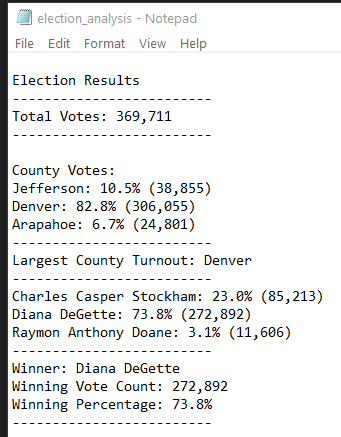 election_analysis - Notepad
File Edit Format View Help
Election Results
-------------------------
Total Votes: 369,711
-------------------------
County Votes:
Jefferson: 10.5% (38,855)
Denver: 82.8% (306,055)
Arapahoe: 6.7% (24,801)
-------------------------
Largest County Turnout: Denver
-------------------------
Charles Casper Stockham: 23.0% (85,213)
Diana DeGette: 73.8% (272,892)
Raymon Anthony Doane: 3.1% (11,606)
-------------------------
Winner: Diana DeGette
Winning Vote Count: 272,892
Winning Percentage: 73.8%
-------------------------